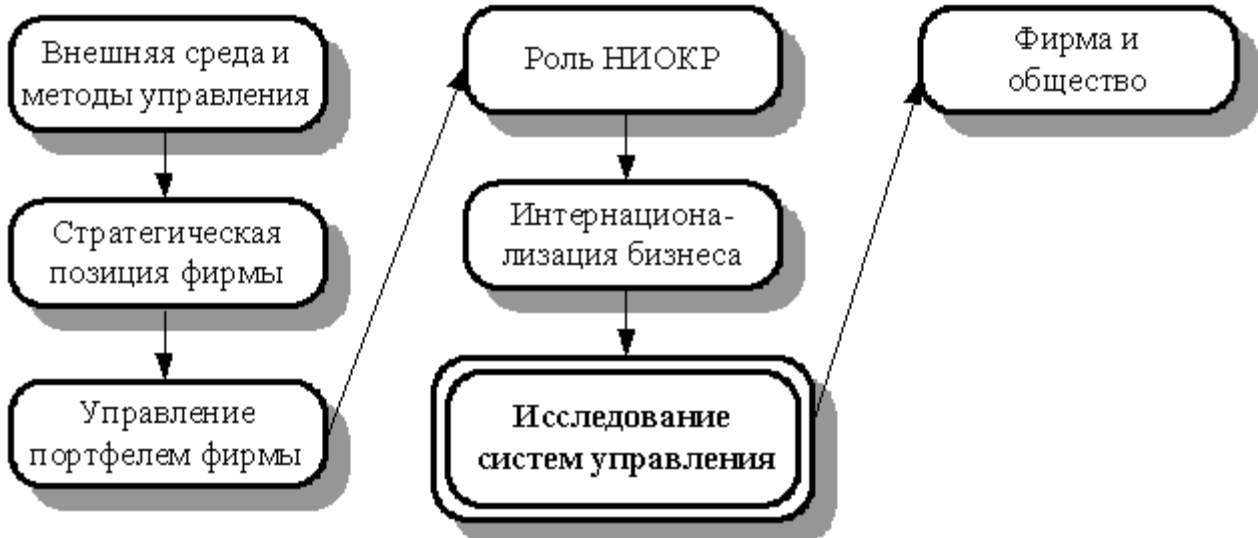 Внешняя среда и
методы управления
Стратегическая
позиция фирмы
Управление
портфелем фирмы
Роль НИОКР
Интернациона-
лизация бизнеса
Исследование
систем управления
Фирма и
общество